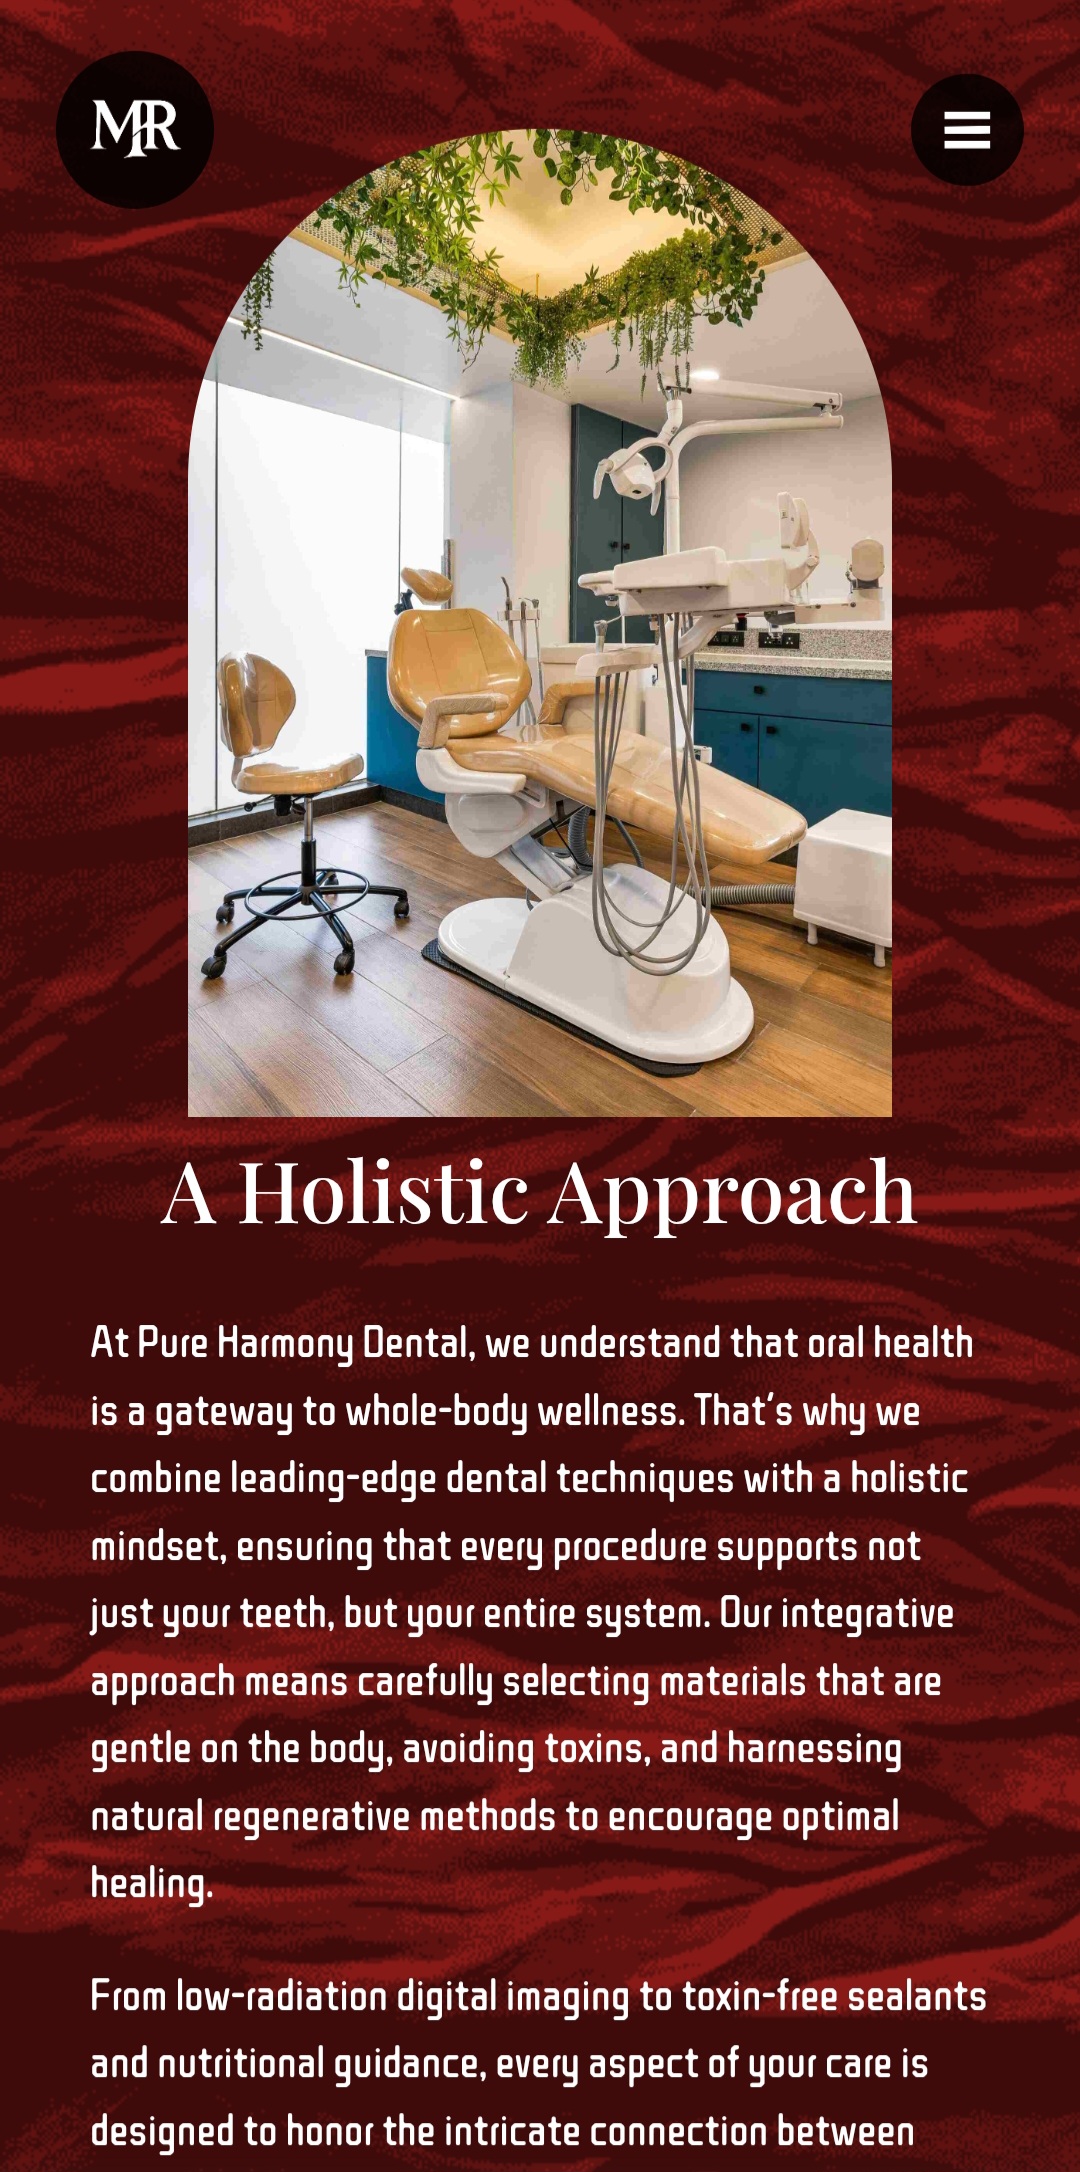 MR
A Holistic Approach
At Pure Harmony Dental, we understand that oral health
is a gateway to whole-body wellness. That's why we
combine leading-edge dental techniques with a holistic
mindset, ensuring that every procedure supports not
just your teeth, but your entire system. Our integrative
approach means carefully selecting materials that are
gentle on the body, avoiding toxins, and harnessing
natural regenerative methods to encourage optimal
healing.
From low-radiation digital imaging to toxin-free sealants
and nutritional guidance, every aspect of your care is
designed to honor the intricate connection between